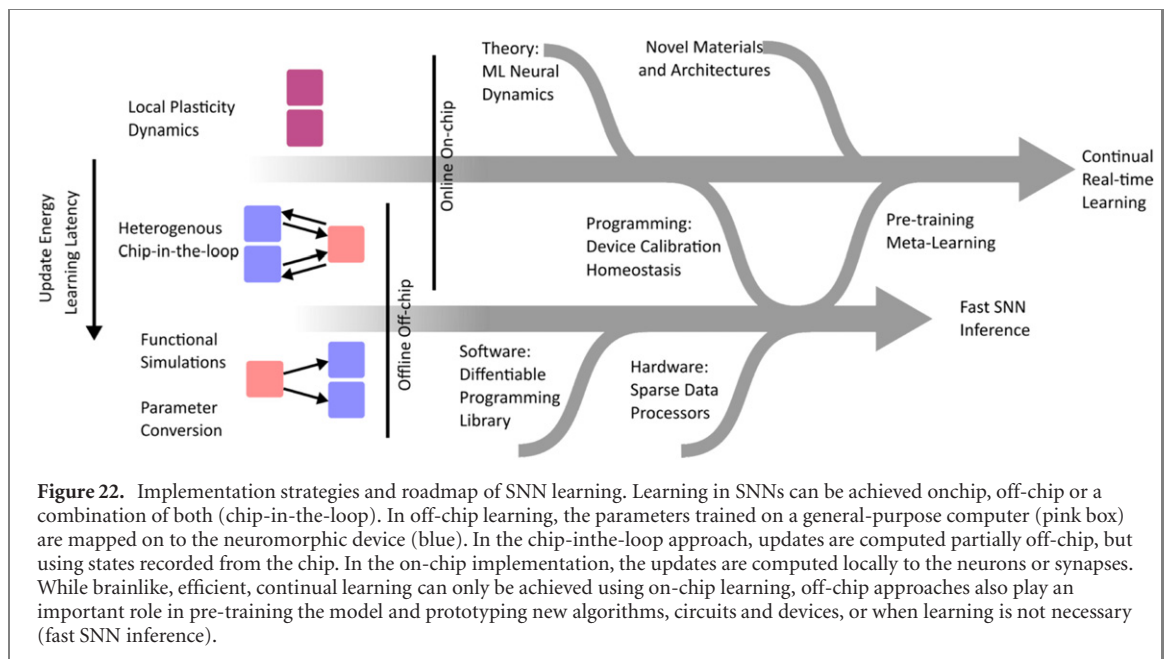 Theory:
ML Neural
Dynamics
Novel Materials
and Architectures
Local Plasticity
Dynamics
Online On-chip
Continual
Real-time
Learning
Update Energy
Learning Latency
Heterogenous
Chip-in-the-loop
Programming:
Device Calibration
Homeostasis
Pre-training
Meta-Learning
Fast SNN
Inference
Offline Off-chip
Functional
Simulations
Parameter
Conversion
Software:
Diffentiable
Programming
Library
Hardware:
Sparse Data
Processors
Figure 22. Implementation strategies and roadmap of SNN learning. Learning in SNNs can be achieved onchip, off-chip or a
combination of both (chip-in-the-loop). In off-chip learning, the parameters trained on a general-purpose computer (pink box)
are mapped on to the neuromorphic device (blue). In the chip-inthe-loop approach, updates are computed partially off-chip, but
using states recorded from the chip. In the on-chip implementation, the updates are computed locally to the neurons or synapses.
While brainlike, efficient, continual learning can only be achieved using on-chip learning, off-chip approaches also play an
important role in pre-training the model and prototyping new algorithms, circuits and devices, or when learning is not necessary
(fast SNN inference).